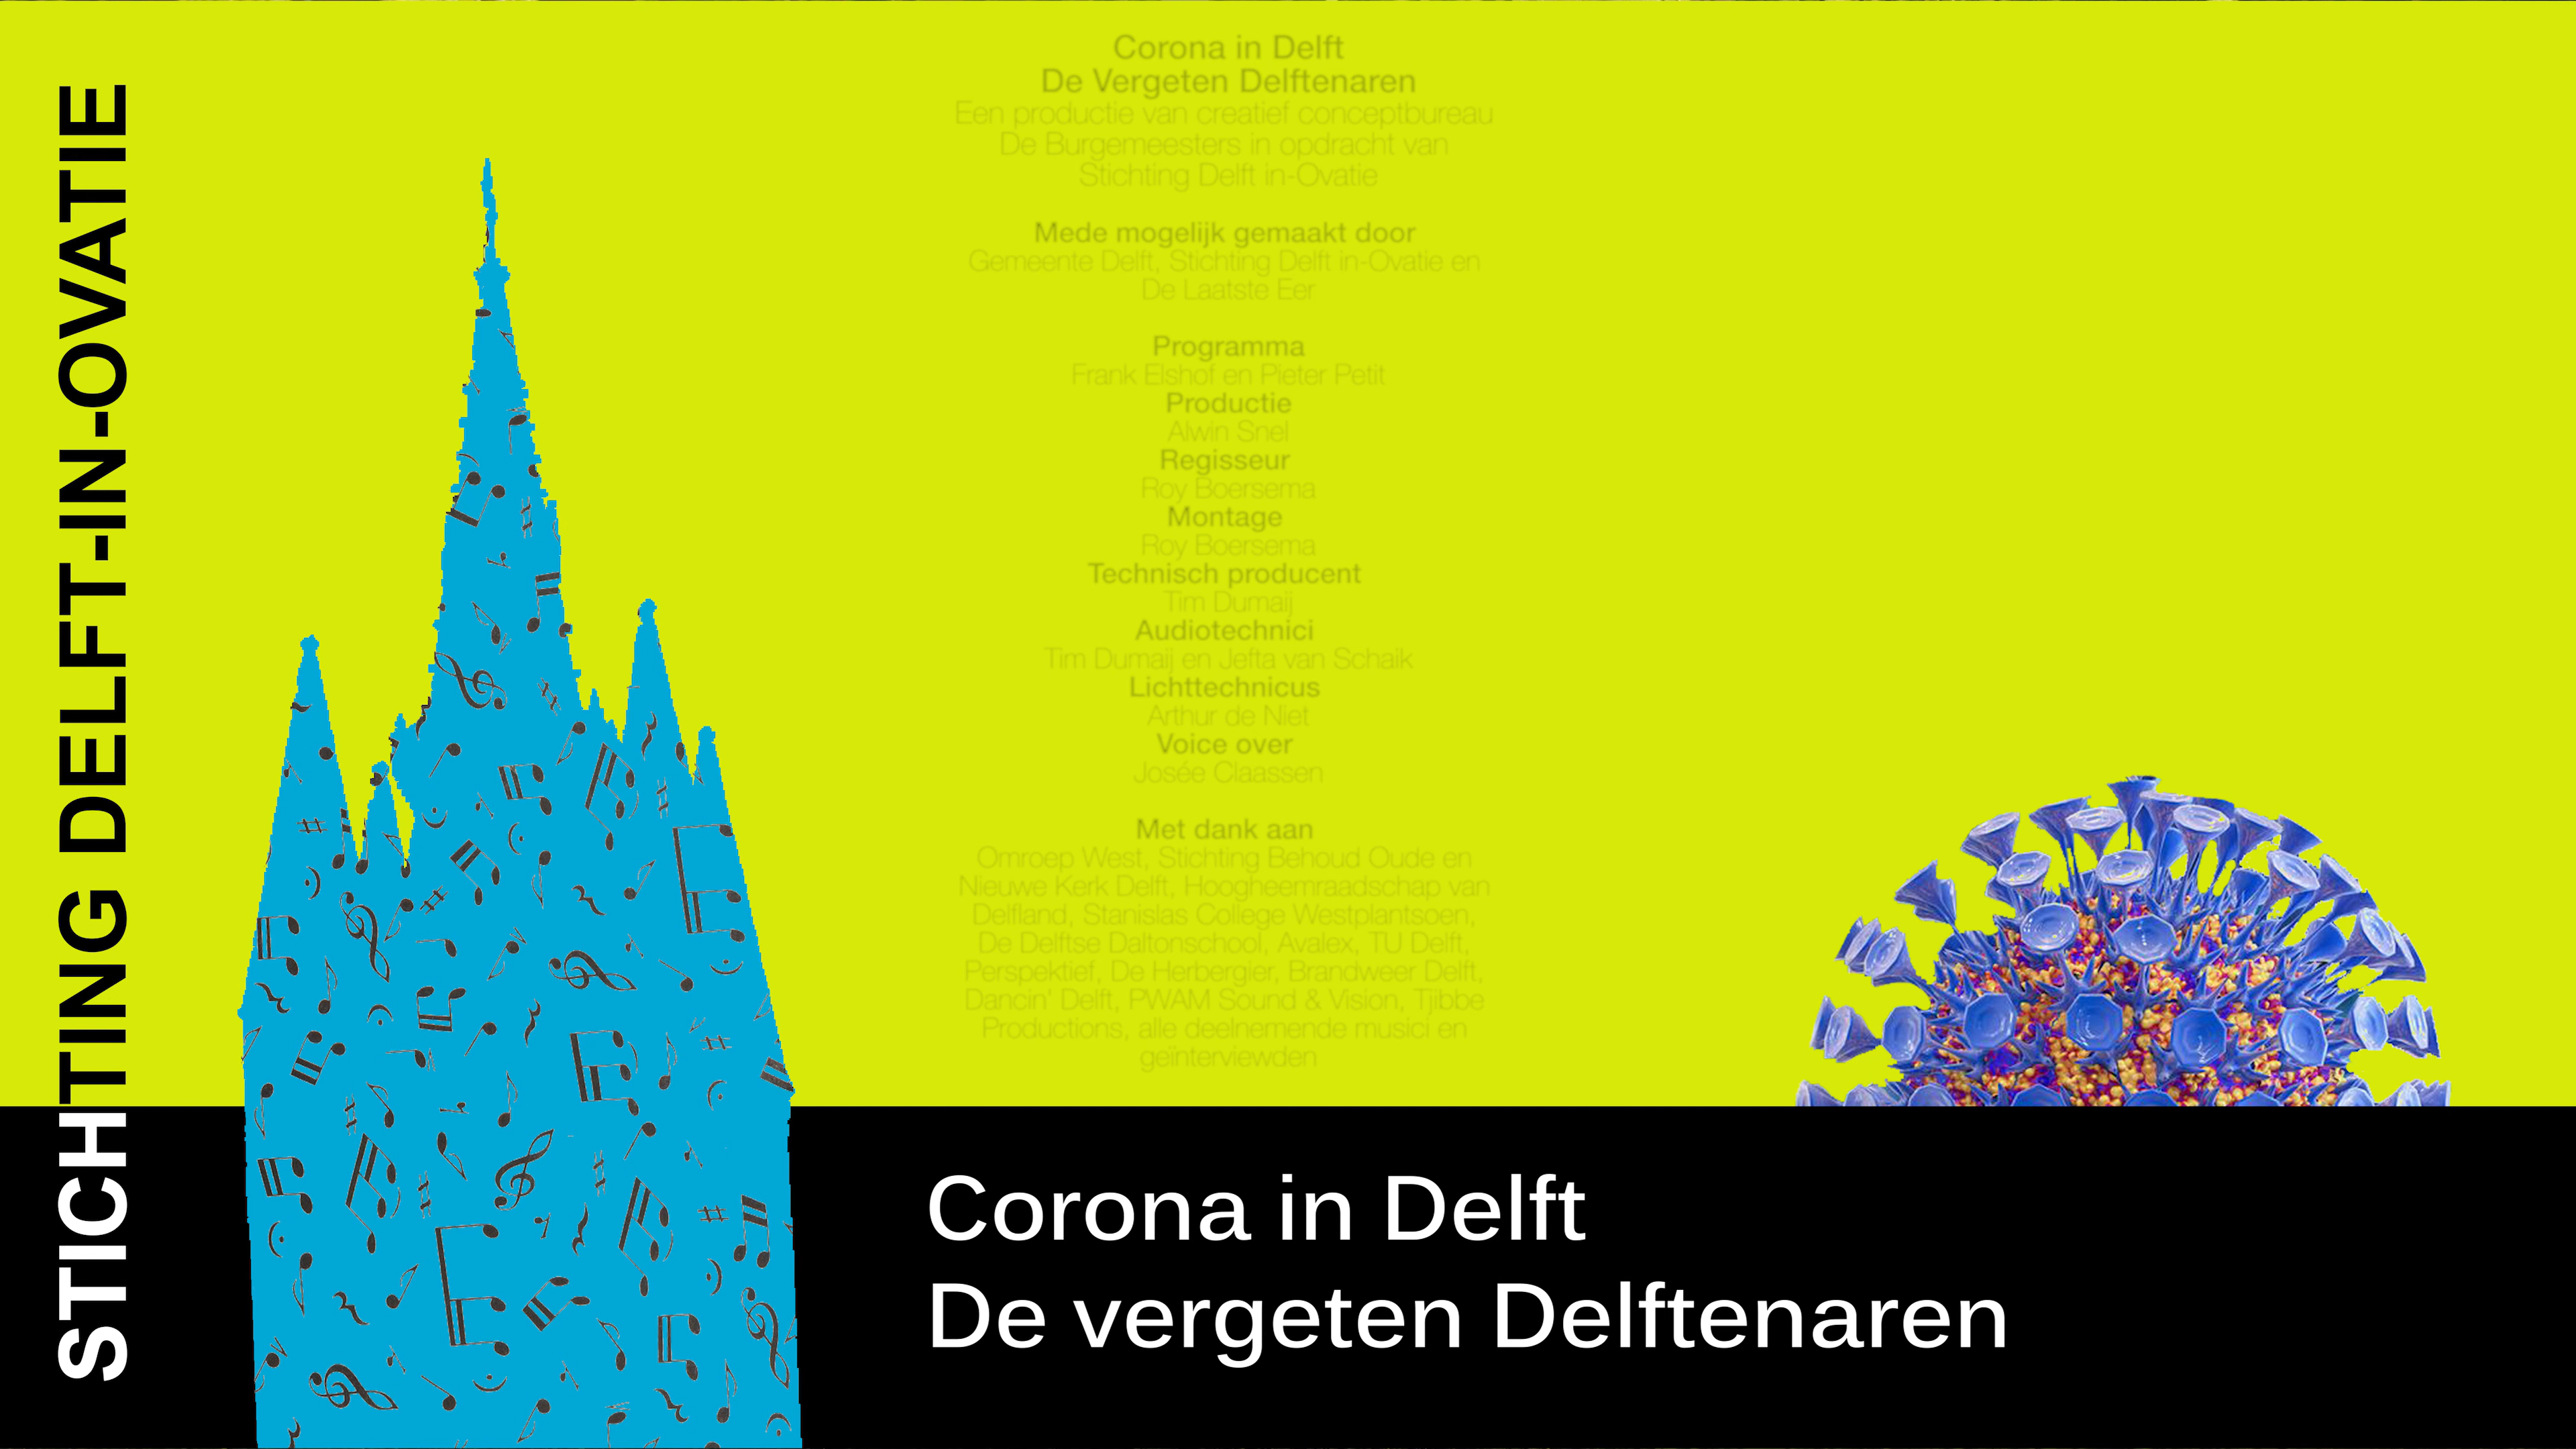 STICHTING DELFT-IN-OVATIE
Corona in Delft
De Vergeten Delftenaren
Een productie van creatief conceptbureau
De Burgemeesters in opdracht van
Stichting Delft in-Ovatie
Mede mogelijk gemaakt door
Gemeente Delft, Stichting Delft in-Ovatie en
De Laatste Eer
Programma
Frank Elshof en Pieter Petit
Productie
Alwin Snel
Regisseur
Roy Boersema
Montage
Roy Boersema
Technisch producent
Tim Dumaij
Audiotechnici
Tim Dumaij en Jefta van Schaik
Lichttechnicus
Arthur de Niet
Voice over
Josée Claassen
Met dank aan
Omroep West, Stichting Behoud Oude en
Nieuwe Kerk Delft, Hoogheemraadschap van
Delfland, Stanislas College Westplantsoen,
De Delftse Daltonschool, Avalex, TU Delft,
Perspektief, De Herbergier, Brandweer Delft,
Dancin' Delft, PWAM Sound & Vision, Tjibbe
Productions, alle deelnemende musici en
geïnterviewden
Corona in Delft
De vergeten Delftenaren